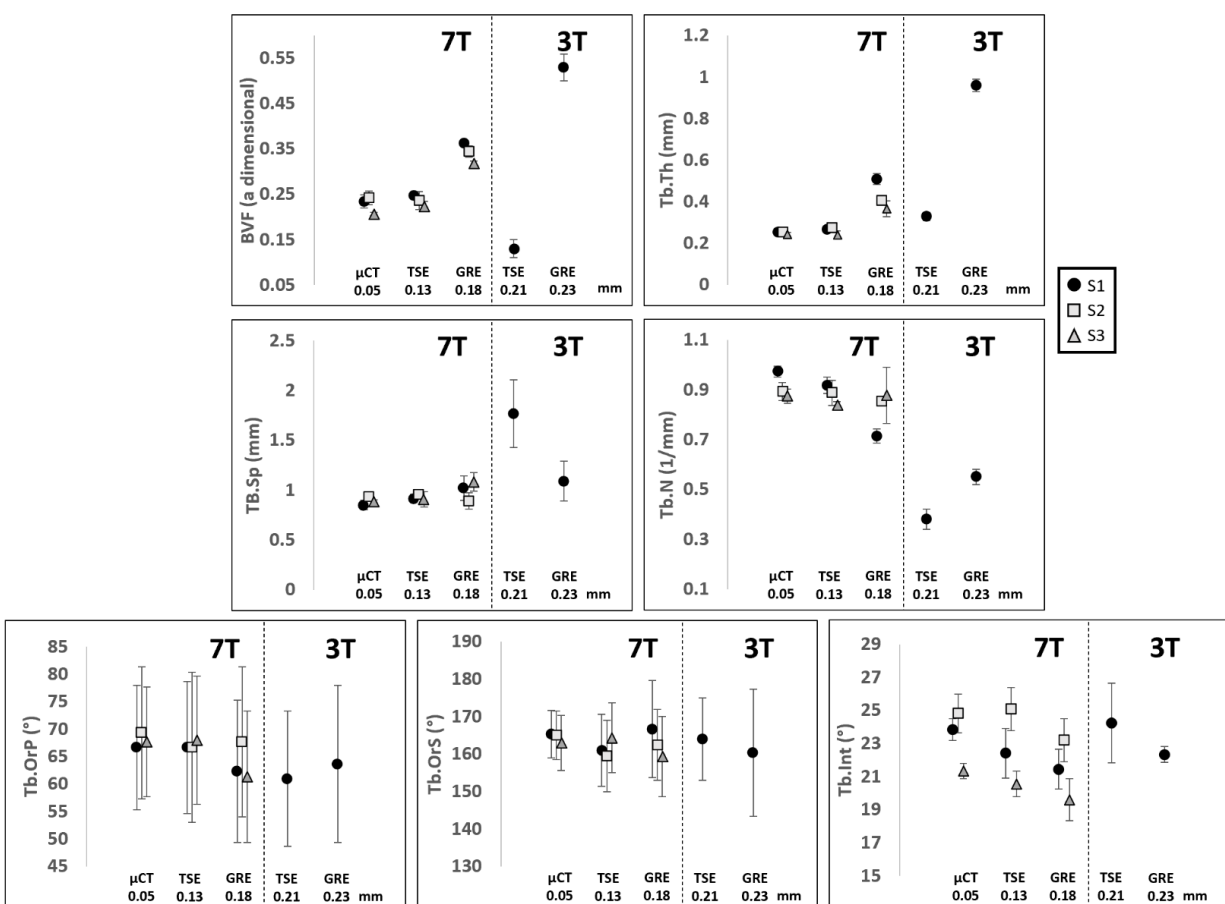 7T 3T
BVF (a dimensional)
0.55
0.45
0.35
0.25
0.15
0.05
µCT TSE GRE TSE GRE
0.05 0.13 0.18 0.21 0.23 mm
7T 3T
Tb.Th (mm)
1.2
1
0.8
0.6
0.4
0.2
0
µCT TSE GRE TSE GRE
0.05 0.13 0.18 0.21 0.23 mm
S1
S2
S3
7T 3T
TB.Sp (mm)
2.5
2
1.5
1
0.5
0
µCT TSE GRE TSE GRE
0.05 0.13 0.18 0.21 0.23 mm
7T 3T
Tb.N (1/mm)
1.1
0.9
0.7
0.5
0.3
0.1
µCT TSE GRE TSE GRE
0.05 0.13 0.18 0.21 0.23 mm
7T 3T
Tb.OrP (°)
85
80
75
70
65
60
55
50
45
µCT TSE GRE TSE GRE
0.05 0.13 0.18 0.21 0.23 mm
7T 3T
Tb.OrS (°)
190
180
170
160
150
140
130
µCT TSE GRE TSE GRE
0.05 0.13 0.18 0.21 0.23 mm
7T 3T
Tb.Int (°)
29
27
25
23
21
19
17
15
µCT TSE GRE TSE GRE
0.05 0.13 0.18 0.21 0.23 mm